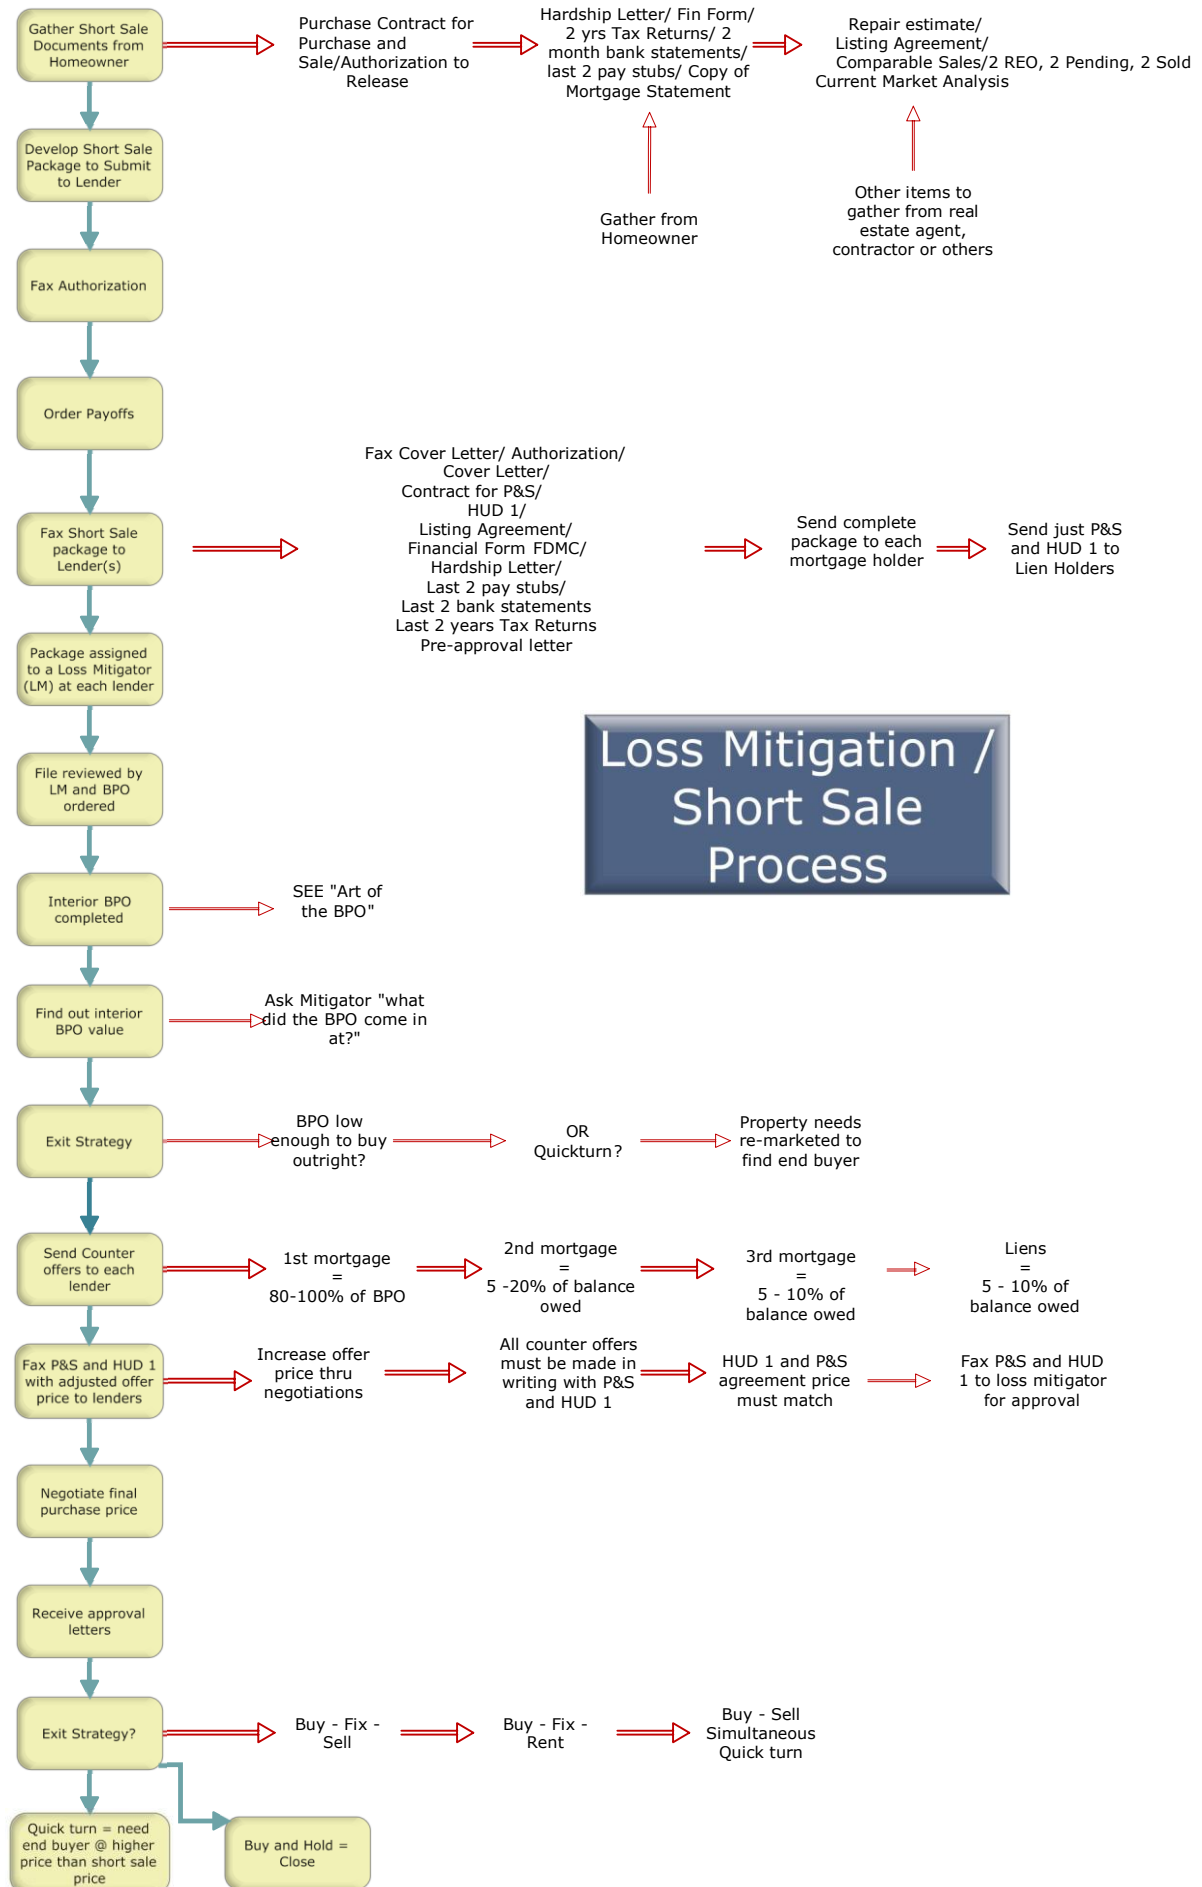 Gather Short Sale
Documents from
Homeowner
Purchase Contract for
Purchase and
Sale/Authorization to
Release
Hardship Letter/ Fin Form/
2 yrs Tax Returns/ 2
month bank statements/
last 2 pay stubs/ Copy of
Mortgage Statement
Repair estimate/
Listing Agreement/
Comparable Sales/2 REO, 2 Pending, 2 Sold
Current Market Analysis
Develop Short Sale
Package to Submit
to Lender
Gather from
Homeowner
Other items to
gather from real
estate agent,
contractor or others
Fax Authorization
Order Payoffs
Fax Short Sale
package to
Lender(s)
Fax Cover Letter/ Authorization/
Cover Letter/
Contract for P&S/
HUD 1/
Listing Agreement/
Financial Form FDMC/
Hardship Letter/
Last 2 pay stubs/
Last 2 bank statements
Last 2 years Tax Returns
Pre-approval letter
Send complete
package to each
mortgage holder
Send just P&S
and HUD 1 to
Lien Holders
Package assigned
to a Loss Mitigator
(LM) at each lender
Loss Mitigation /
Short Sale
Process
File reviewed by
LM and BPO
ordered
Interior BPO
completed
SEE "Art of
the BPO"
Find out interior
BPO value
Ask Mitigator "what
did the BPO come in
at?"
Exit Strategy
BPO low
enough to buy
outright?
OR
Quickturn?
Property needs
re-marketed to
find end buyer
Send Counter
offers to each
lender
1st mortgage
=
80-100% of BPO
2nd mortgage
=
5 -20% of balance
owed
3rd mortgage
=
5 - 10% of
balance owed
Liens
=
5 - 10% of
balance owed
Fax P&S and HUD 1
with adjusted offer
price to lenders
Increase offer
price thru
negotiations
All counter offers
must be made in
writing with P&S
and HUD 1
HUD 1 and P&S
agreement price
must match
Fax P&S and HUD
1 to loss mitigator
for approval
Negotiate final
purchase price
Receive approval
letters
Exit Strategy?
Buy - Fix -
Sell
Buy - Fix -
Rent
Buy - Sell
Simultaneous
Quick turn
Quick turn = need
end buyer @ higher
price than short sale
price
Buy and Hold =
Close